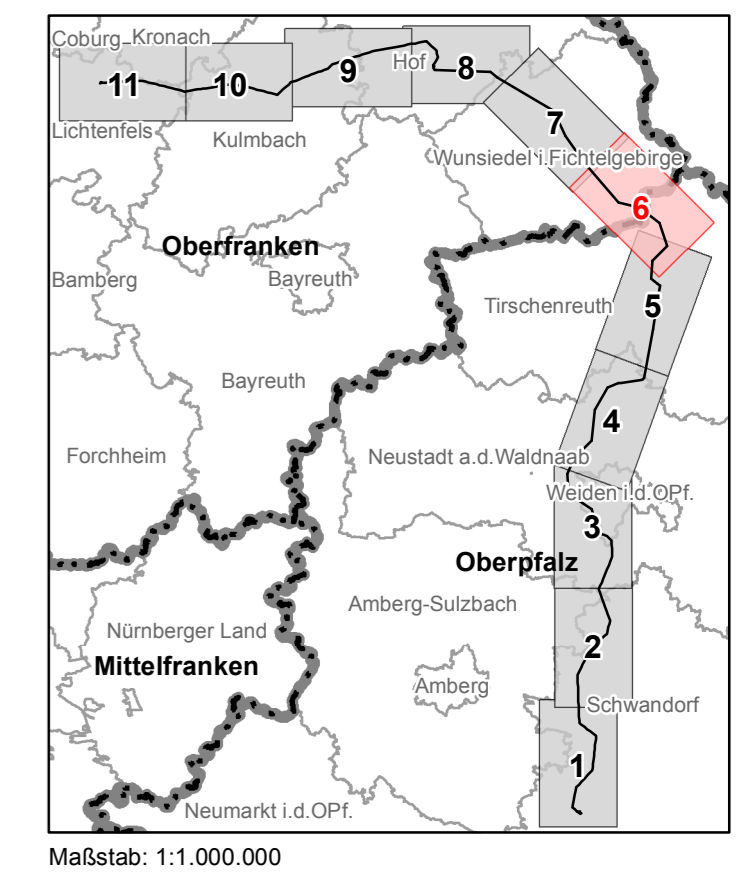 Coburg Kronach
11
10
9
Hof
8
Lichtenfels
Kulmbach
7
Wunsiedel i.Fichtelgebirge
6
Oberfranken
Bamberg
Bayreuth
Tirschenreuth
5
Bayreuth
4
Forchheim
Neustadt a.d.Waldnaab
Weiden i.d.OPf.
3
Oberpfalz
Amberg-Sulzbach
Nürnberger Land
2
Mittelfranken
Amberg
Schwandorf
1
Neumarkt i.d.OPf.
Maßstab: 1:1.000.000